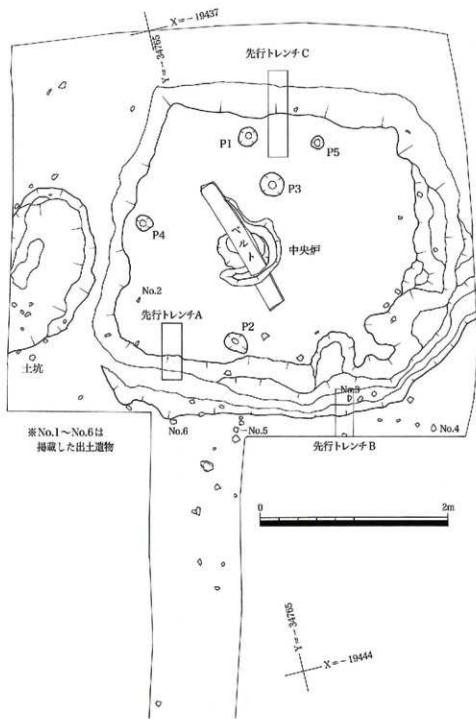 X=−19437
Y=−34765
先行トレンチC
P1
P5
P3
P4
ベルト
中央炉
No.2
先行トレンチA
P2
土坑
No.3
※No.1〜No.6は
掲載した出土遺物
No.6
No.5
先行トレンチB
No.4
0
2m
Y=−34765
X=−19444